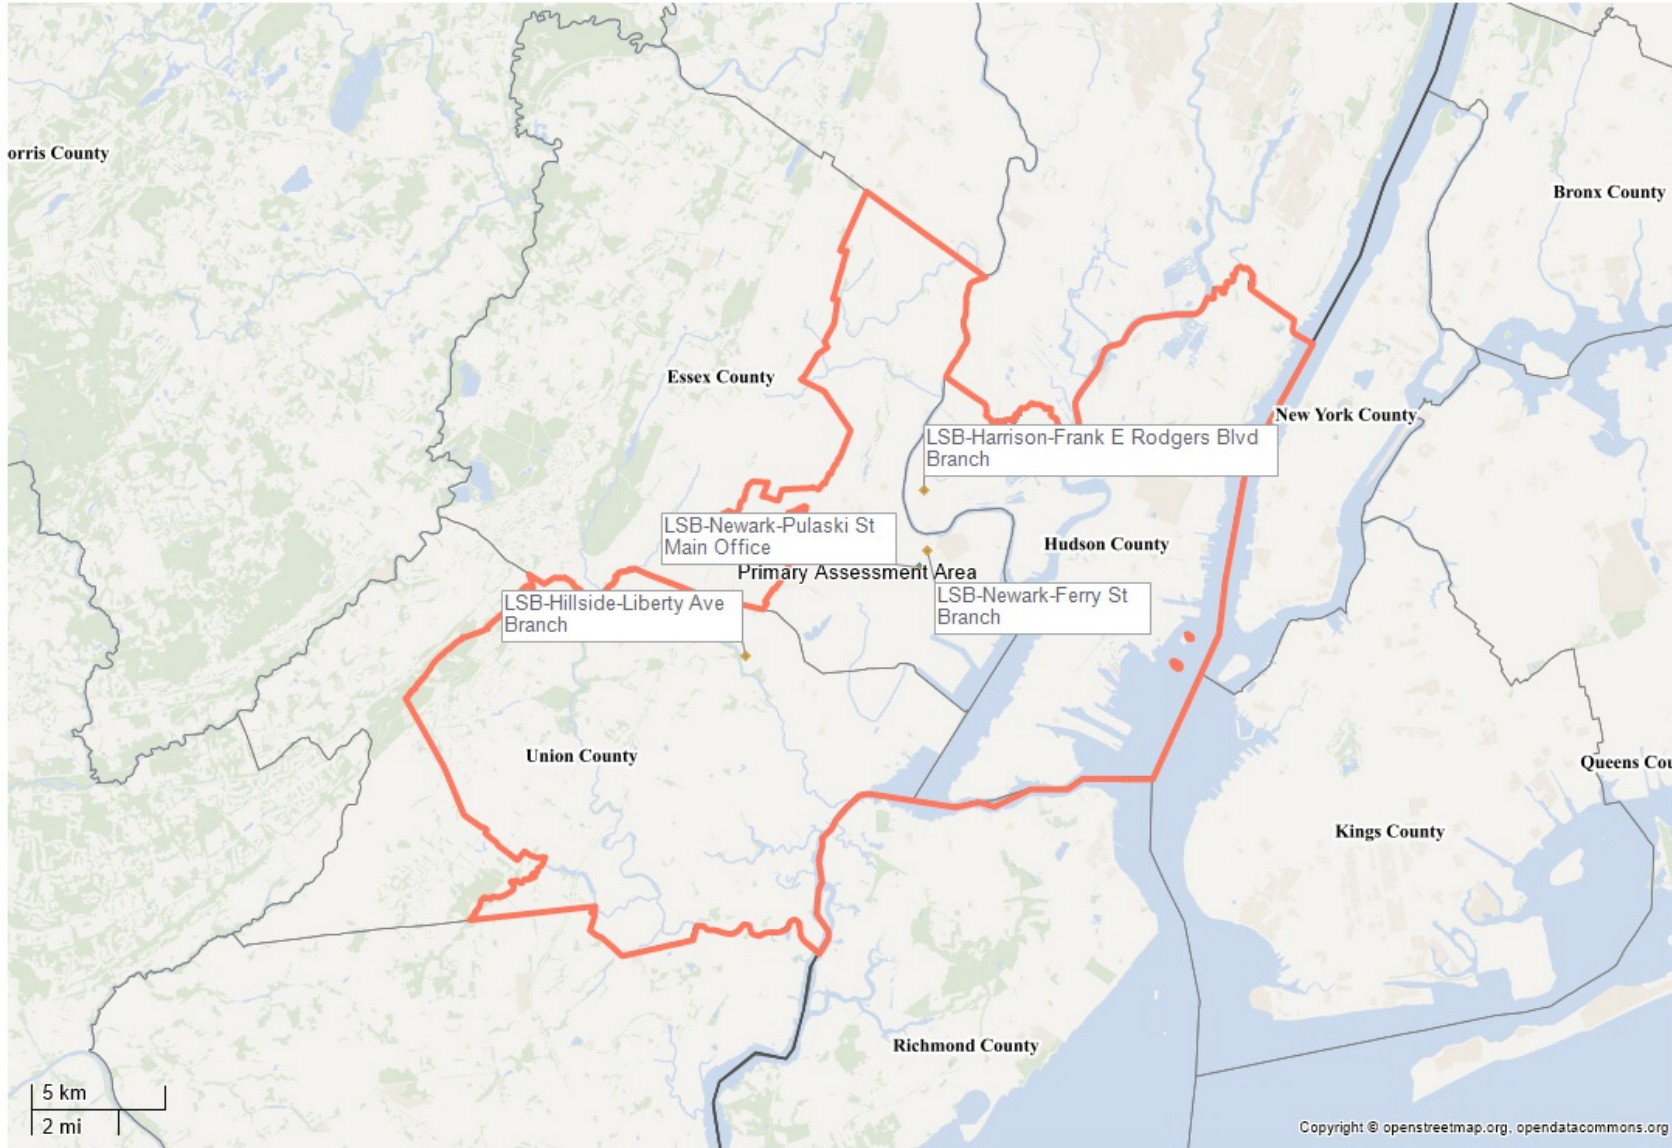 orris County
Bronx County
Essex County
New York County
LSB-Harrison-Frank E Rodgers Blvd
Branch
LSB-Newark-Pulaski St
Main Office
Hudson County
Primary Assessment Area
LSB-Newark-Ferry St
Branch
LSB-Hillside-Liberty Ave
Branch
Union County
Queens Cou
Kings County
Richmond County
5 km
2 mi
Copyright © openstreetmap.org, opendatacommons.org